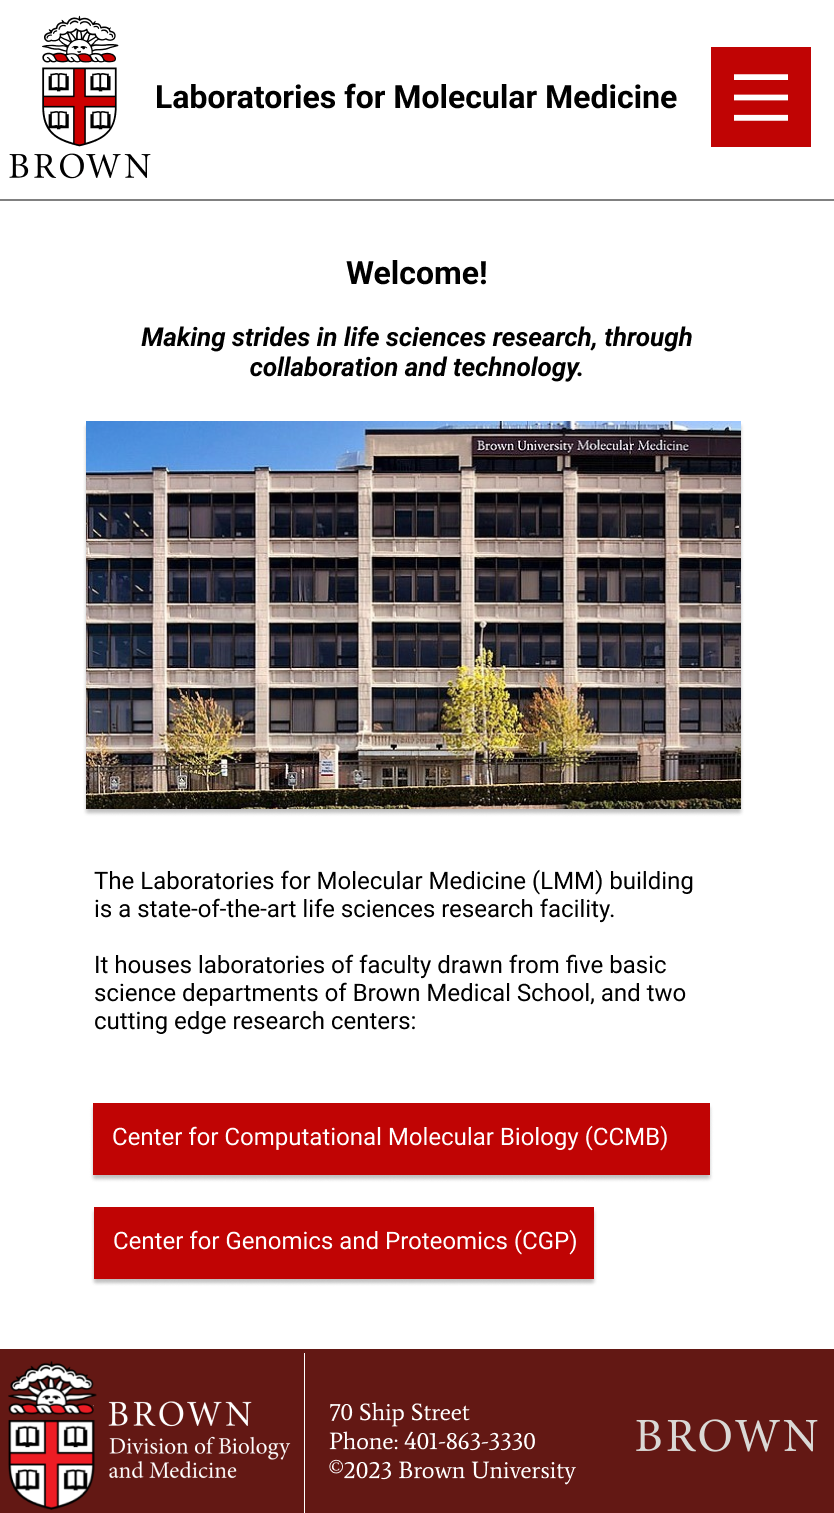 BROWN
Laboratories for Molecular Medicine
Welcome!
Making strides in life sciences research, through
collaboration and technology.
Brown University Molecular Medicine
The Laboratories for Molecular Medicine (LMM) building
is a state-of-the-art life sciences research facility.
It houses laboratories of faculty drawn from five basic
science departments of Brown Medical School, and two
cutting edge research centers:
Center for Computational Molecular Biology (CCMB)
Center for Genomics and Proteomics (CGP)
BROWN
Division of Biology
and Medicine
70 Ship Street
Phone: 401-863-3330
©2023 Brown University
BROWN